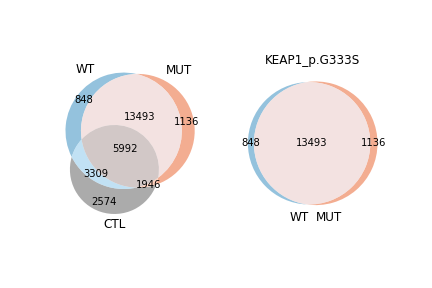 WT
MUT
848
13493
1136
5992
3309
1946
2574
CTL
KEAP1_p.G333S
848
13493
1136
WT MUT